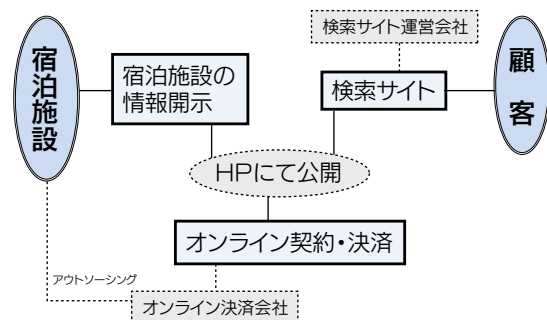 検索サイト運営会社
宿泊施設
宿泊施設の
情報開示
検索サイト
顧客
HPにて公開
オンライン契約・決済
アウトソーシング
オンライン決済会社